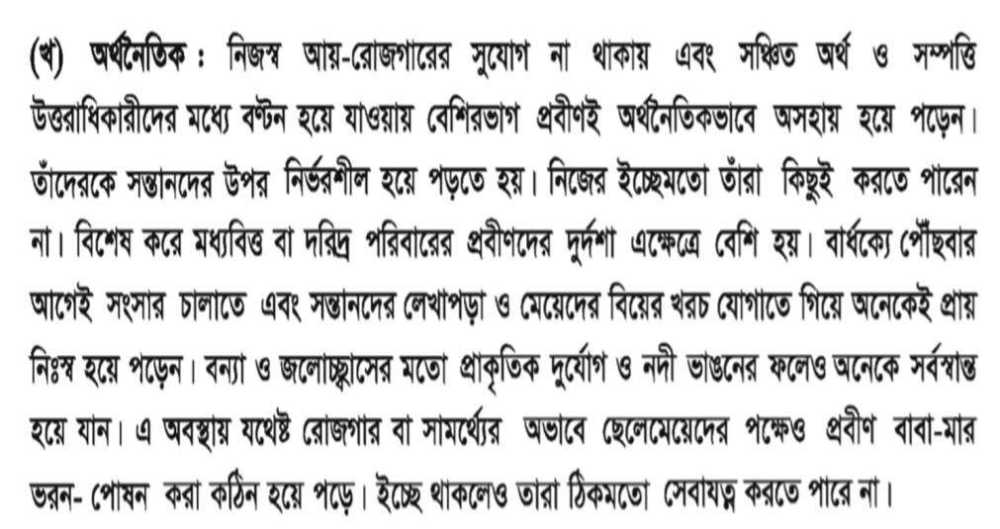 (খ) অর্থনৈতিক : নিজস্ব আয়-রোজগারের সুযোগ না থাকায় এবং সঞ্চিত অর্থ ও সম্পত্তি
উত্তরাধিকারীদের মধ্যে বণ্টন হয়ে যাওয়ায় বেশিরভাগ প্রবীণই অর্থনৈতিকভাবে অসহায় হয়ে পড়েন।
তাঁদেরকে সন্তানদের উপর নির্ভরশীল হয়ে পড়তে হয়। নিজের ইচ্ছেমতো তাঁরা কিছুই করতে পারেন
না। বিশেষ করে মধ্যবিত্ত বা দরিদ্র পরিবারের প্রবীণদের দুর্দশা এক্ষেত্রে বেশি হয়। বার্ধক্যে পৌঁছবার
আগেই সংসার চালাতে এবং সন্তানদের লেখাপড়া ও মেয়েদের বিয়ের খরচ যোগাতে গিয়ে অনেকেই প্রায়
নিঃস্ব হয়ে পড়েন। বন্যা ও জলোচ্ছ্বাসের মতো প্রাকৃতিক দুর্যোগ ও নদী ভাঙনের ফলেও অনেকে সর্বস্বান্ত
হয়ে যান। এ অবস্থায় যথেষ্ট রোজগার বা সামর্থ্যের অভাবে ছেলেমেয়েদের পক্ষেও প্রবীণ বাবা-মার
ভরন- পোষন করা কঠিন হয়ে পড়ে। ইচ্ছে থাকলেও তারা ঠিকমতো সেবাযত্ন করতে পারে না।